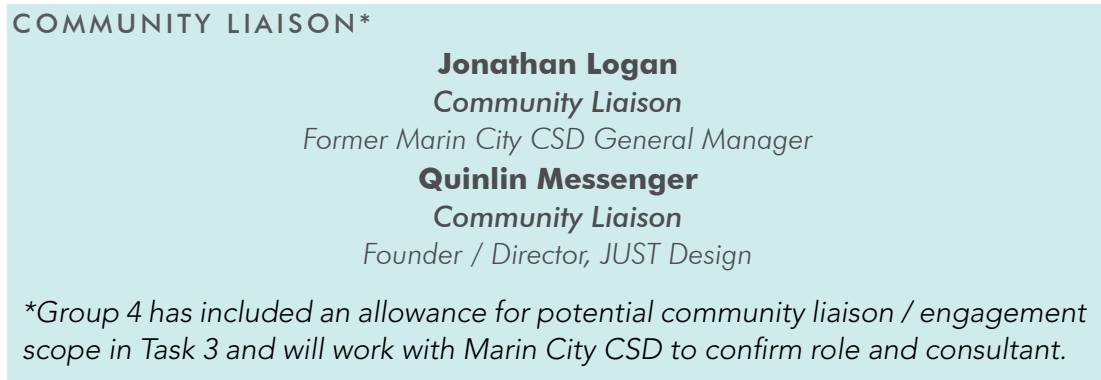 COMMUNITY LIAISON*
Jonathan Logan
Community Liaison
Former Marin City CSD General Manager
Quinlin Messenger
Community Liaison
Founder / Director, JUST Design
*Group 4 has included an allowance for potential community liaison / engagement
scope in Task 3 and will work with Marin City CSD to confirm role and consultant.